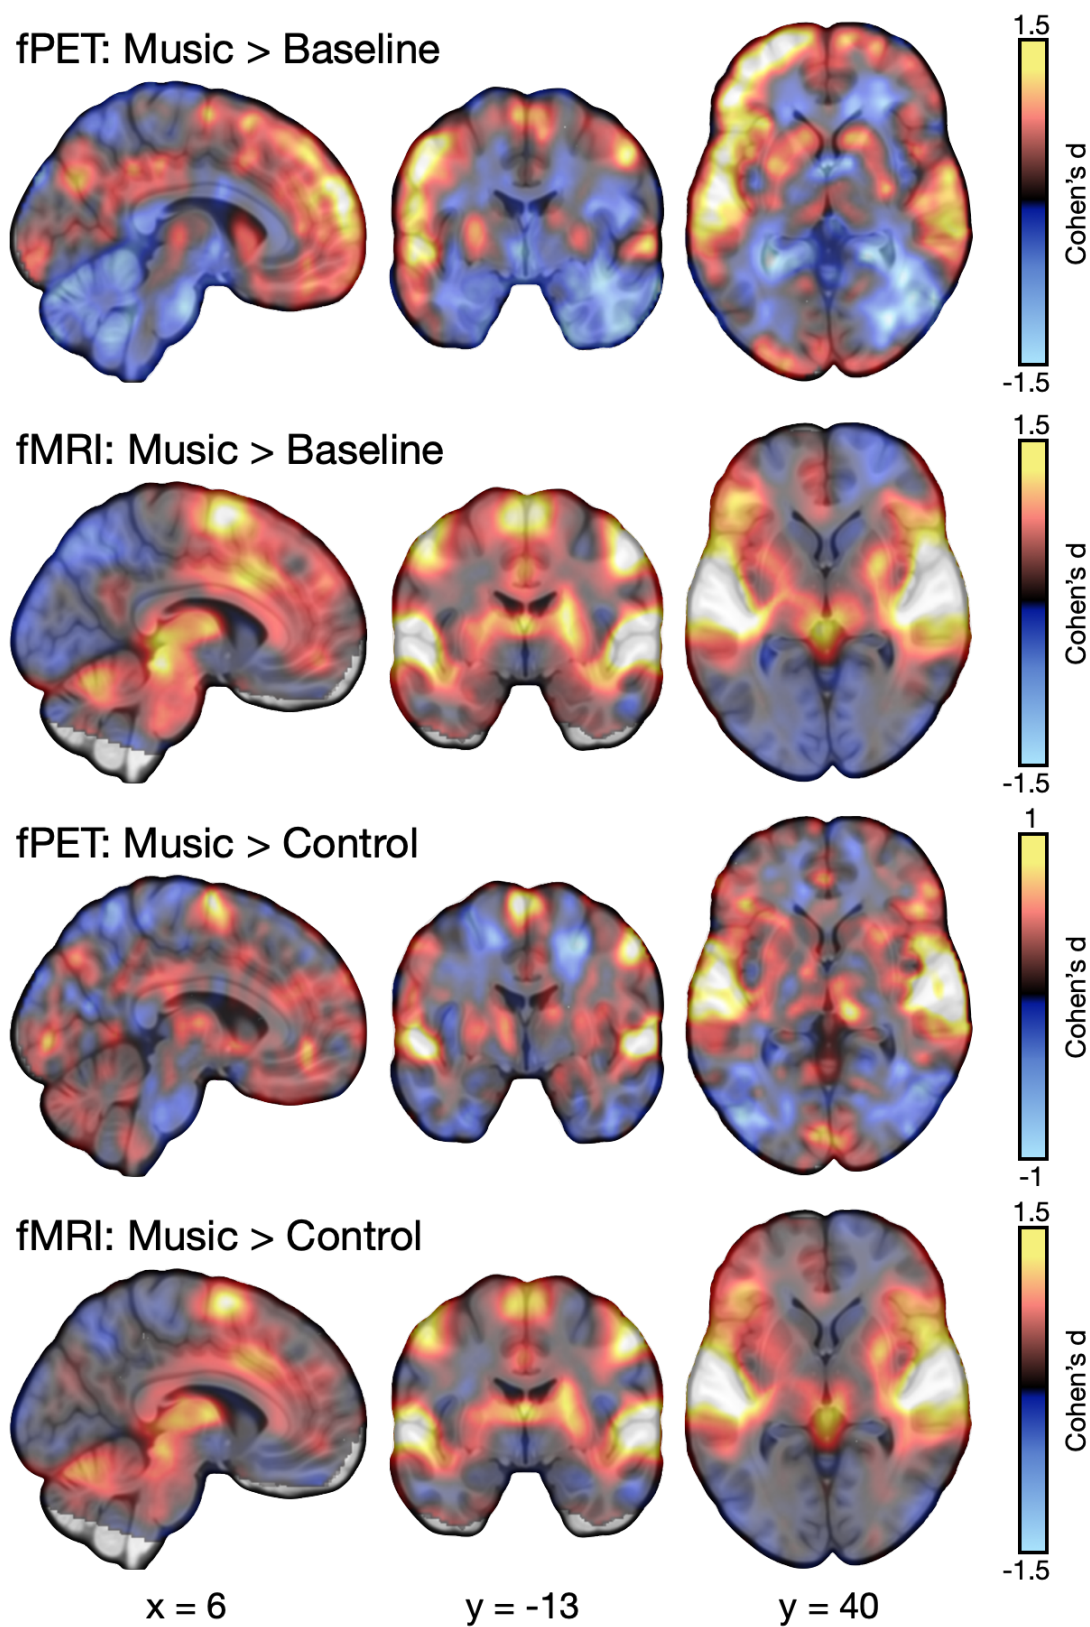 fPET: Music > Baseline
1.5
Cohen's d
-1.5
fMRI: Music > Baseline
1.5
Cohen's d
-1.5
fPET: Music > Control
1
Cohen's d
-1
fMRI: Music > Control
1.5
Cohen's d
-1.5
x = 6
y = -13
y = 40